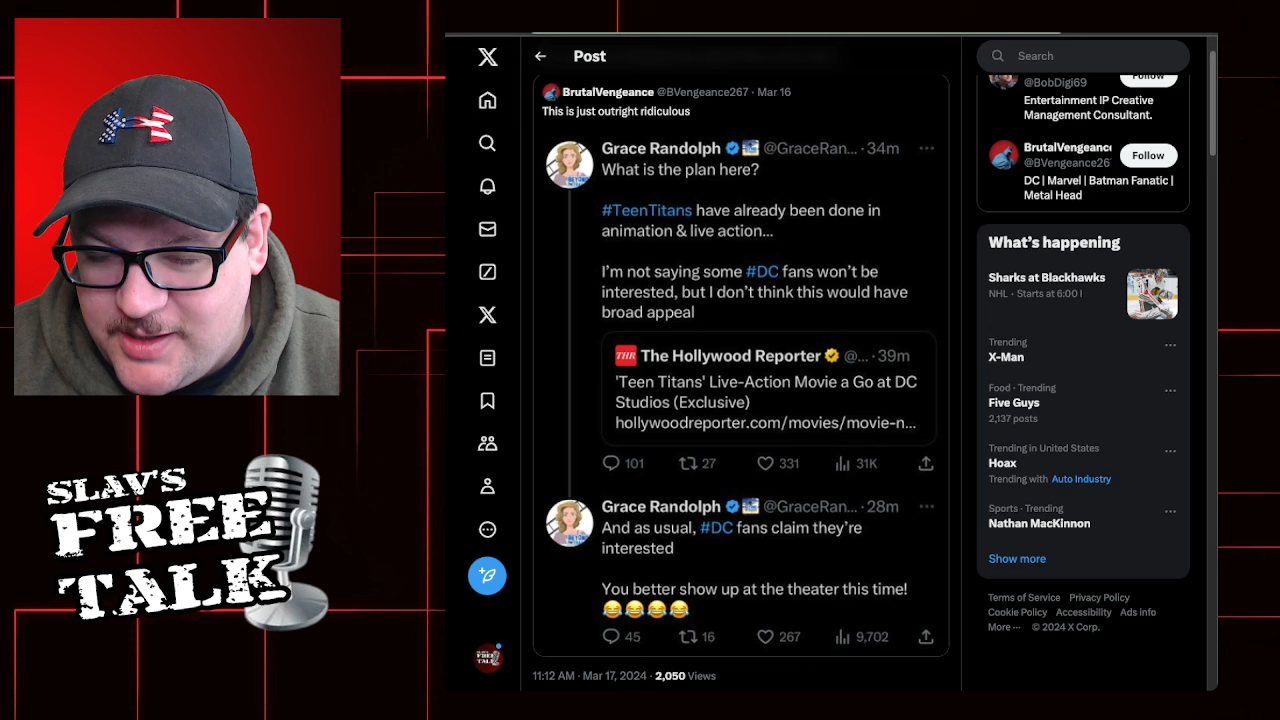 SLAV'S
FREE
TALK
Post
BrutalVengeance @BVengeance267 · Mar 16
This is just outright ridiculous
Grace Randolph @GraceRan... · 34m
What is the plan here?
#TeenTitans have already been done in
animation & live action...
I'm not saying some #DC fans won't be
interested, but I don't think this would have
broad appeal
THR The Hollywood Reporter @... · 39m
'Teen Titans' Live-Action Movie a Go at DC
Studios (Exclusive)
hollywoodreporter.com/movies/movie-n...
101 27 331 31K
Grace Randolph @GraceRan... · 28m
And as usual, #DC fans claim they're
interested
You better show up at the theater this time!
😂😂😂😂
45 16 267 9,702
11:12 AM · Mar 17, 2024 · 2,050 Views
Search
@BobDigi69
Follow
Entertainment IP Creative
Management Consultant.
BrutalVengeance
@BVengeance26
Follow
DC | Marvel | Batman Fanatic |
Metal Head
What's happening
Sharks at Blackhawks
NHL · Starts at 6:00 I
Trending
X-Man
Food · Trending
Five Guys
2,137 posts
Trending in United States
Hoax
Trending with Auto Industry
Sports · Trending
Nathan MacKinnon
Show more
Terms of Service Privacy Policy
Cookie Policy Accessibility Ads info
More ··· © 2024 X Corp.